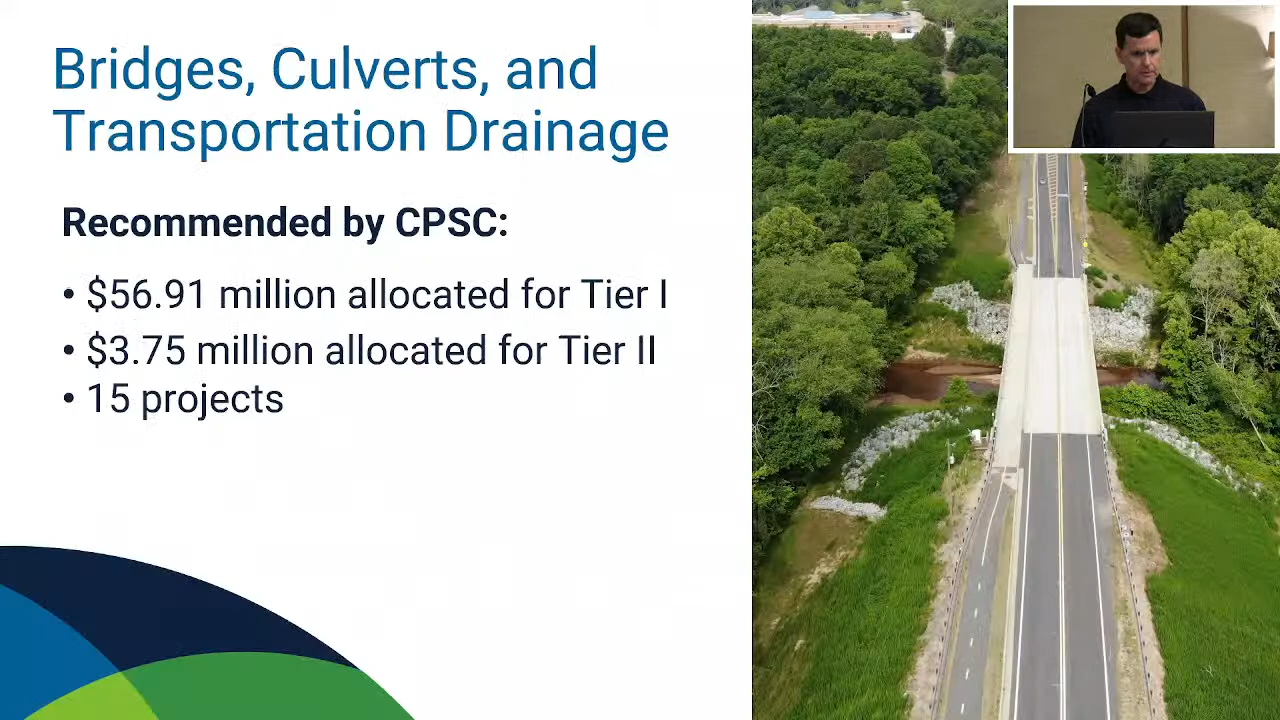 Bridges, Culverts, and
Transportation Drainage
Recommended by CPSC:
• $56.91 million allocated for Tier I
• $3.75 million allocated for Tier II
• 15 projects